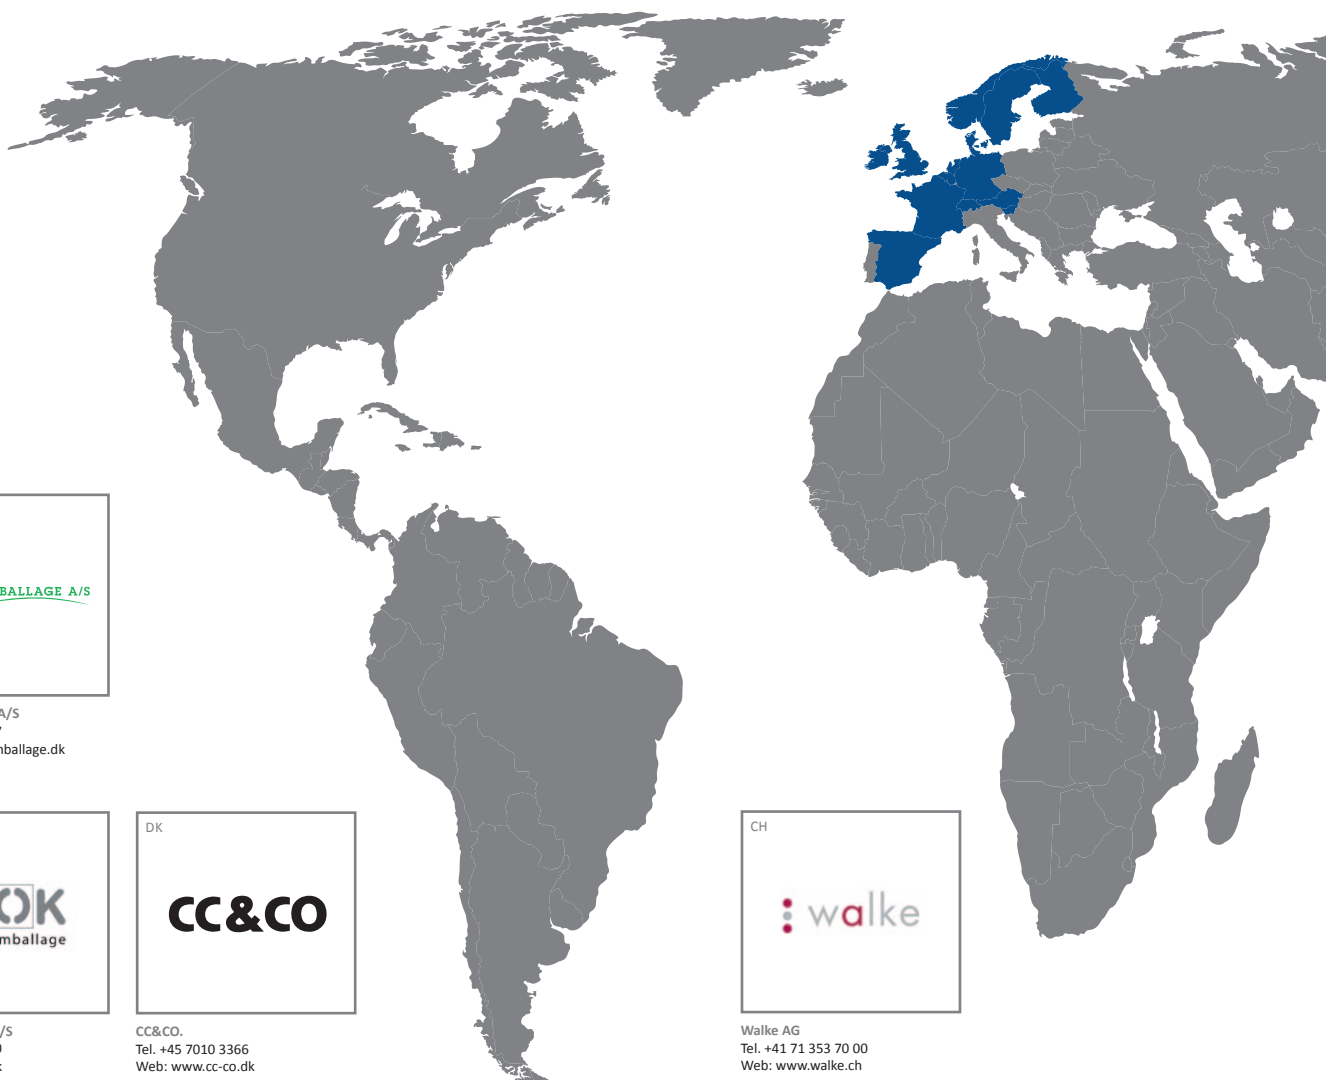 BALLAGE A/S
A/S
mballage.dk
OK
mballage
/S
DK
CC&CO
CC&CO.
Tel. +45 7010 3366
Web: www.cc-co.dk
CH
walke
Walke AG
Tel. +41 71 353 70 00
Web: www.walke.ch